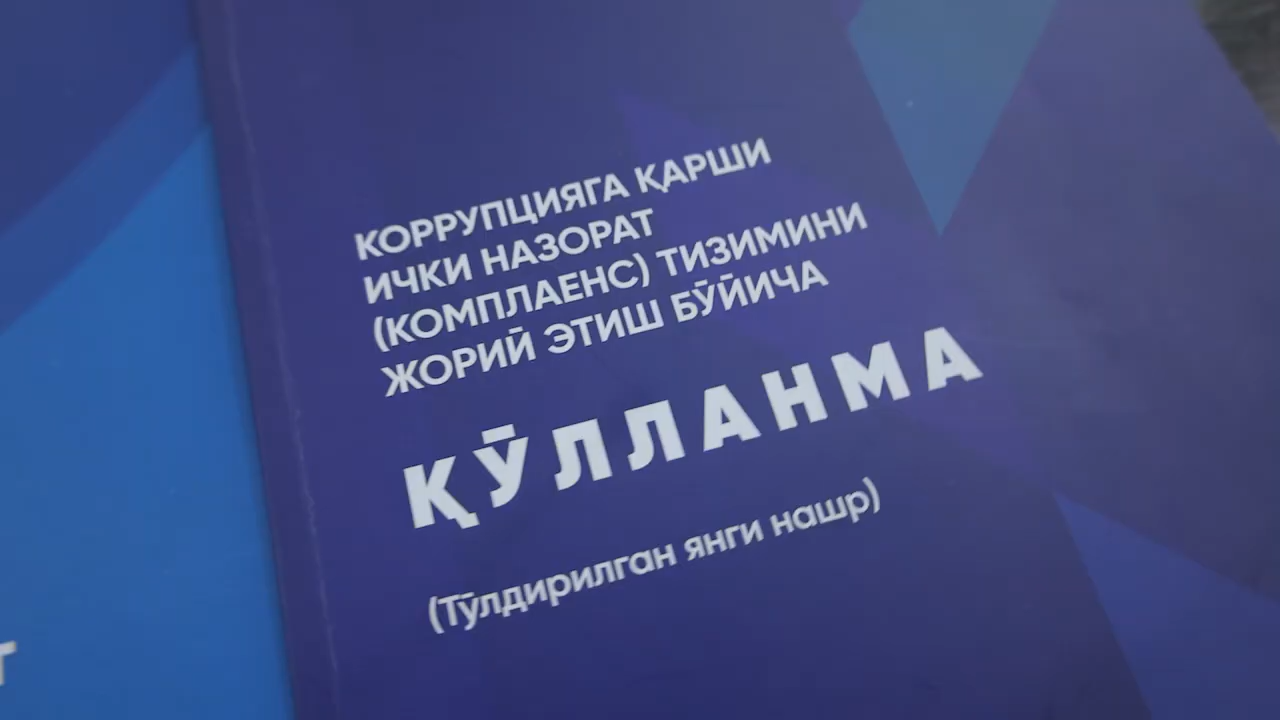 КОРРУПЦИЯГА ҚАРШИ
ИЧКИ НАЗОРАТ
(КОМПЛАЕНС) ТИЗИМИНИ
ЖОРИЙ ЭТИШ БЎЙИЧА
ҚЎЛЛАНМА
(Тўлдирилган янги нашр)